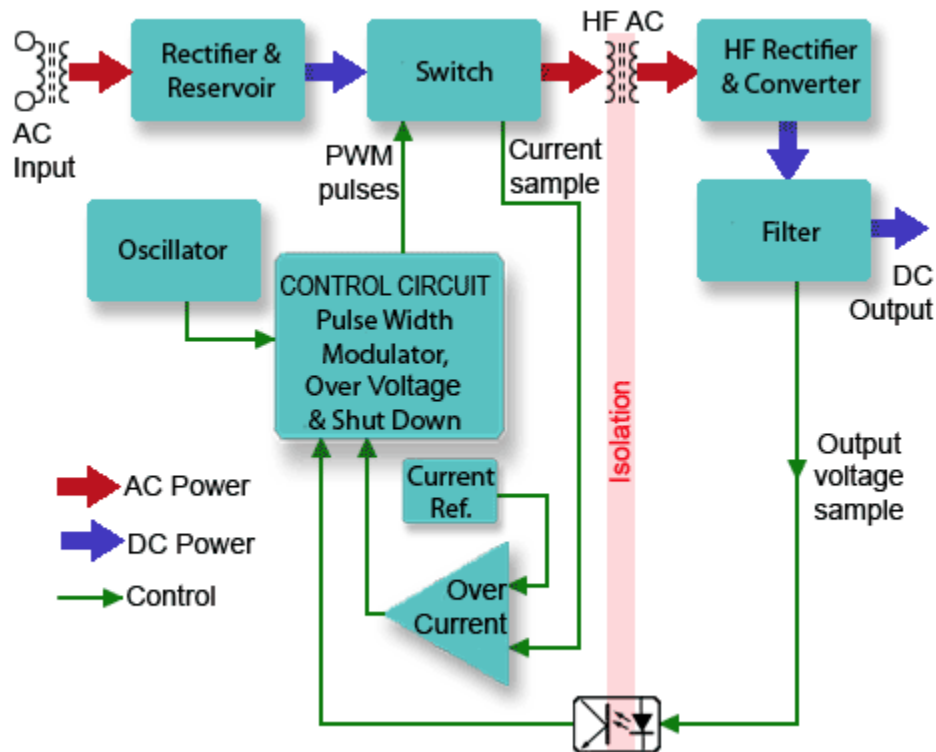 HF AC
Rectifier &
Reservoir
Switch
HF Rectifier
& Converter
AC
Input
PWM
pulses
Current
sample
Oscillator
Filter
DC
Output
CONTROL CIRCUIT
Pulse Width
Modulator,
Over Voltage
& Shut Down
Isolation
Current
Ref.
Output
voltage
sample
AC Power
DC Power
Control
Over
Current